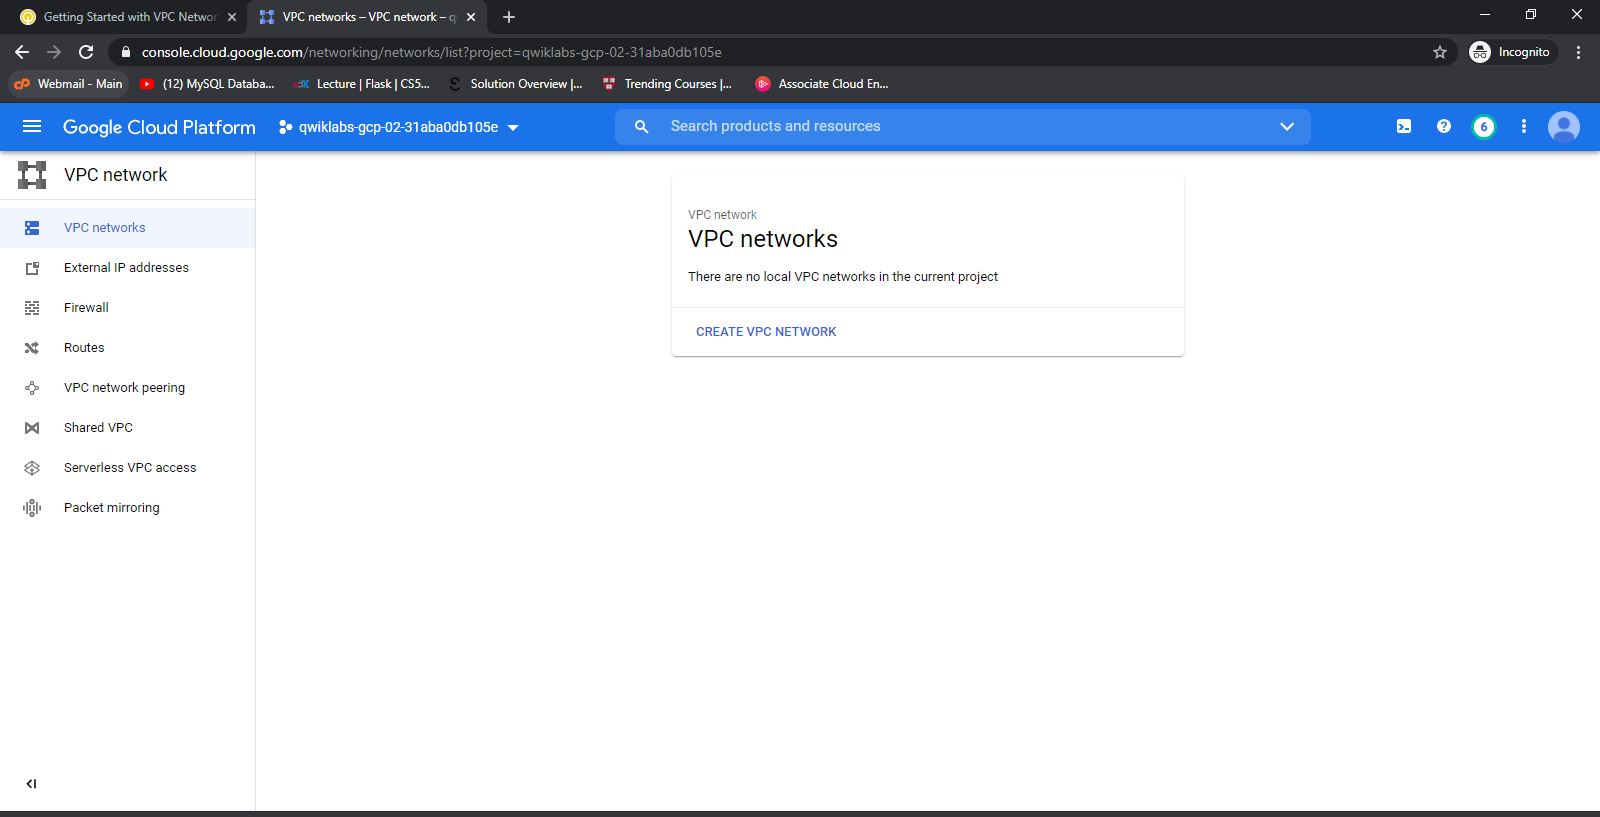 Getting Started with VPC Networ
VPC networks – VPC network – q
console.cloud.google.com/networking/networks/list?project=qwiklabs-gcp-02-31aba0db105e
Incognito
cP Webmail - Main
(12) MySQL Databa...
Lecture | Flask | CS5...
S Solution Overview |...
Trending Courses |...
Associate Cloud En...
Google Cloud Platform
qwiklabs-gcp-02-31aba0db105e
Search products and resources
6
VPC network
VPC networks
External IP addresses
Firewall
Routes
VPC network peering
Shared VPC
Serverless VPC access
Packet mirroring
VPC network
VPC networks
There are no local VPC networks in the current project
CREATE VPC NETWORK